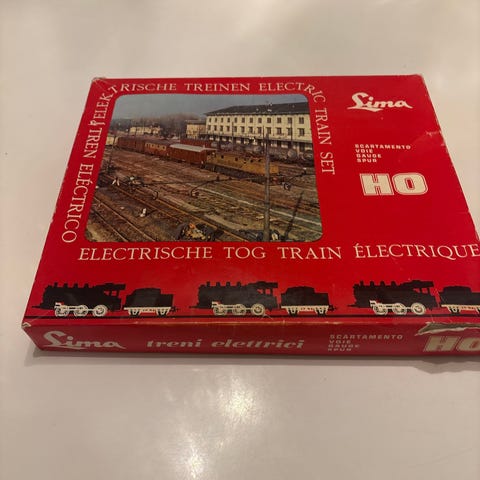 ELEKTRISCHE TREINEN ELECTRIC TRAIN SET
TREN ELÉCTRICO
ELECTRISCHE TOG TRAIN ÉLECTRIQUE
Lima
SCARTAMENTO
VOIE
GAUGE
SPUR
HO
Lima treni elettrici
SCARTAMENTO
VOIE
GAUGE
SPUR
HO